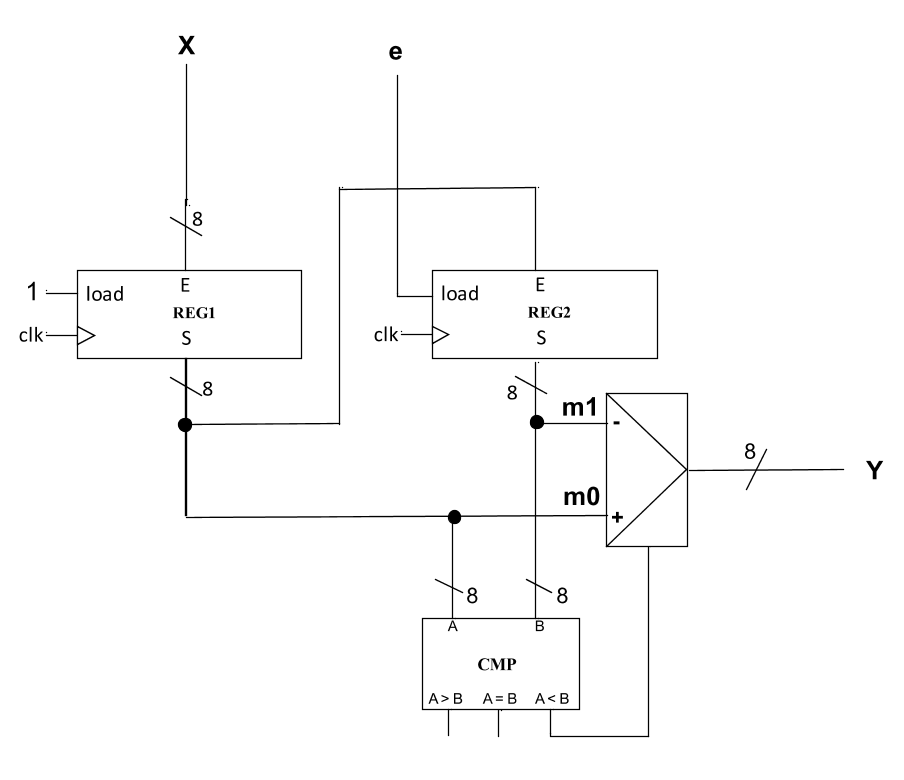 X
e
8
1
load
E
REG1
clk
S
load
E
REG2
clk
S
8
8
m1
-
8
Y
m0
+
8
8
A
B
CMP
A > B
A = B
A < B